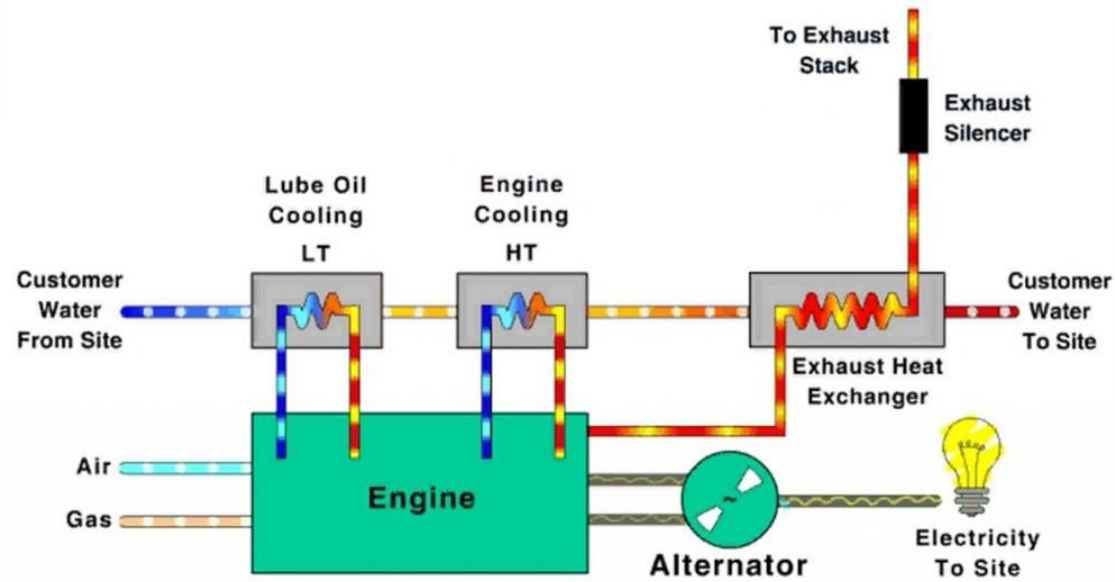 To Exhaust
Stack
Exhaust
Silencer
Lube Oil
Cooling
LT
Engine
Cooling
HT
Customer
Water
From Site
Customer
Water
To Site
Exhaust Heat
Exchanger
Air
Gas
Engine
~
Alternator
Electricity
To Site